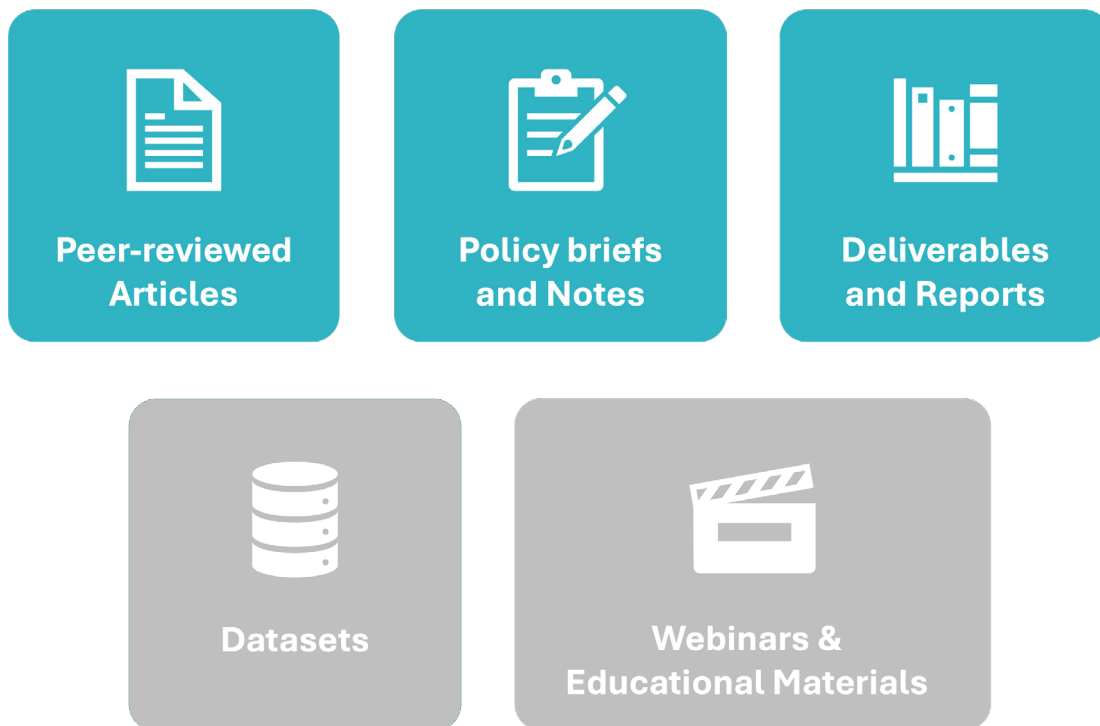 Peer-reviewed
Articles
Policy briefs
and Notes
Deliverables
and Reports
Datasets
Webinars &
Educational Materials